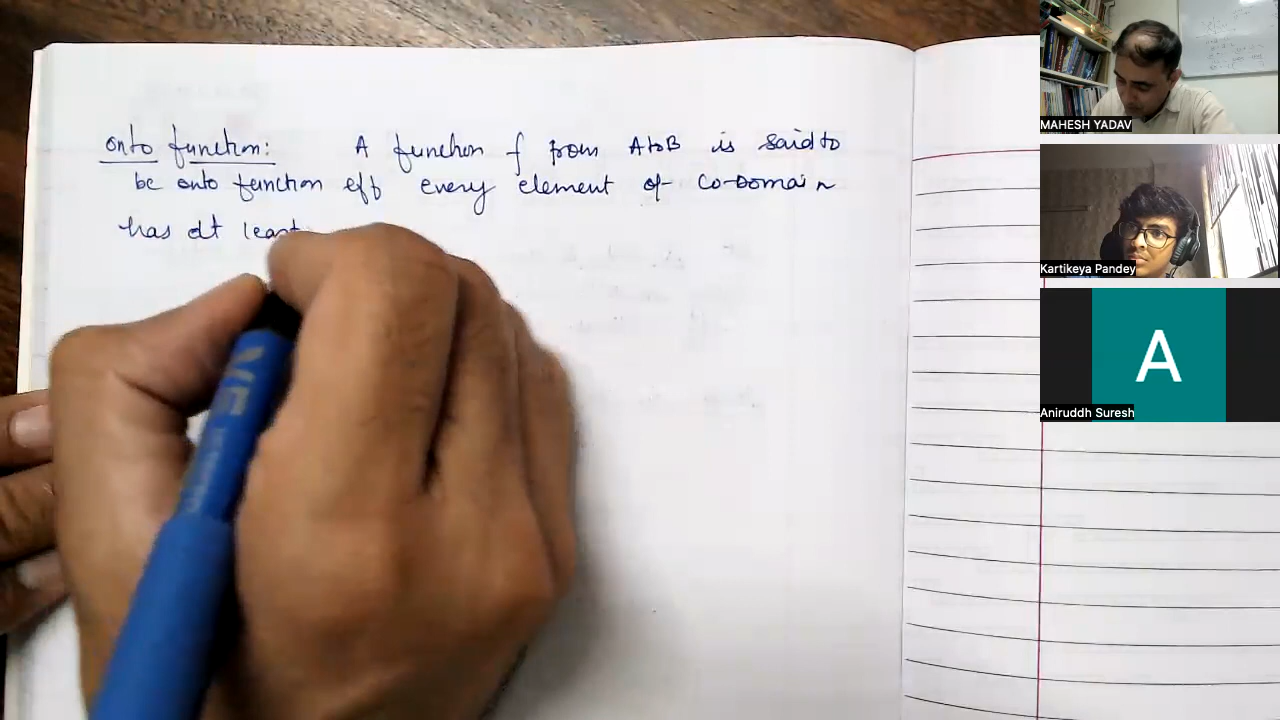 onto function: A function f from A to B is said to
be onto function eff every element of Co-Domain
has at least
MAHESH YADAV
Kartikeya Pandey
A
Aniruddh Suresh